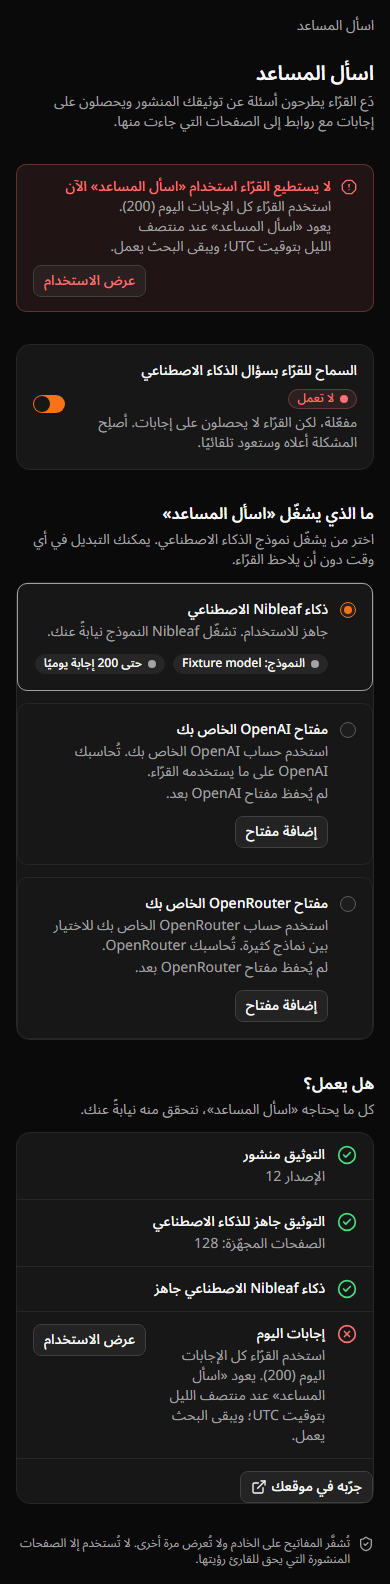 اسأل المساعد
اسأل المساعد
دَع القرّاء يطرحون أسئلة عن توثيقك المنشور ويحصلون على
إجابات مع روابط إلى الصفحات التي جاءت منها.
لا يستطيع القرّاء استخدام «اسأل المساعد» الآن
استخدم القرّاء كل الإجابات اليوم (200).
يعود «اسأل المساعد» عند منتصف
الليل بتوقيت UTC؛ ويبقى البحث يعمل.
عرض الاستخدام
السماح للقرّاء بسؤال الذكاء الاصطناعي
لا تعمل
مفعّلة، لكن القرّاء لا يحصلون على إجابات. أصلِح
المشكلة أعلاه وستعود تلقائيًا.
ما الذي يشغّل «اسأل المساعد»
اختر من يشغّل نموذج الذكاء الاصطناعي. يمكنك التبديل في أي
وقت دون أن يلاحظ القرّاء.
ذكاء Nibleaf الاصطناعي
جاهز للاستخدام. تشغّل Nibleaf النموذج نيابةً عنك.
النموذج: Fixture model
حتى 200 إجابة يوميًا
مفتاح OpenAI الخاص بك
استخدم حساب OpenAI الخاص بك. تُحاسبك
OpenAI على ما يستخدمه القرّاء.
لم يُحفظ مفتاح OpenAI بعد.
إضافة مفتاح
مفتاح OpenRouter الخاص بك
استخدم حساب OpenRouter الخاص بك للاختيار
بين نماذج كثيرة. تُحاسبك OpenRouter.
لم يُحفظ مفتاح OpenRouter بعد.
إضافة مفتاح
هل يعمل؟
كل ما يحتاجه «اسأل المساعد»، نتحقق منه نيابةً عنك.
التوثيق منشور
الإصدار 12
التوثيق جاهز للذكاء الاصطناعي
الصفحات المجهّزة: 128
ذكاء Nibleaf الاصطناعي جاهز
إجابات اليوم
عرض الاستخدام
استخدم القرّاء كل الإجابات
اليوم (200). يعود «اسأل
المساعد» عند منتصف الليل
بتوقيت UTC؛ ويبقى البحث
يعمل.
جرّبه في موقعك
تُشفَّر المفاتيح على الخادم ولا تُعرض مرة أخرى. لا تُستخدم إلا الصفحات
المنشورة التي يحق للقارئ رؤيتها.